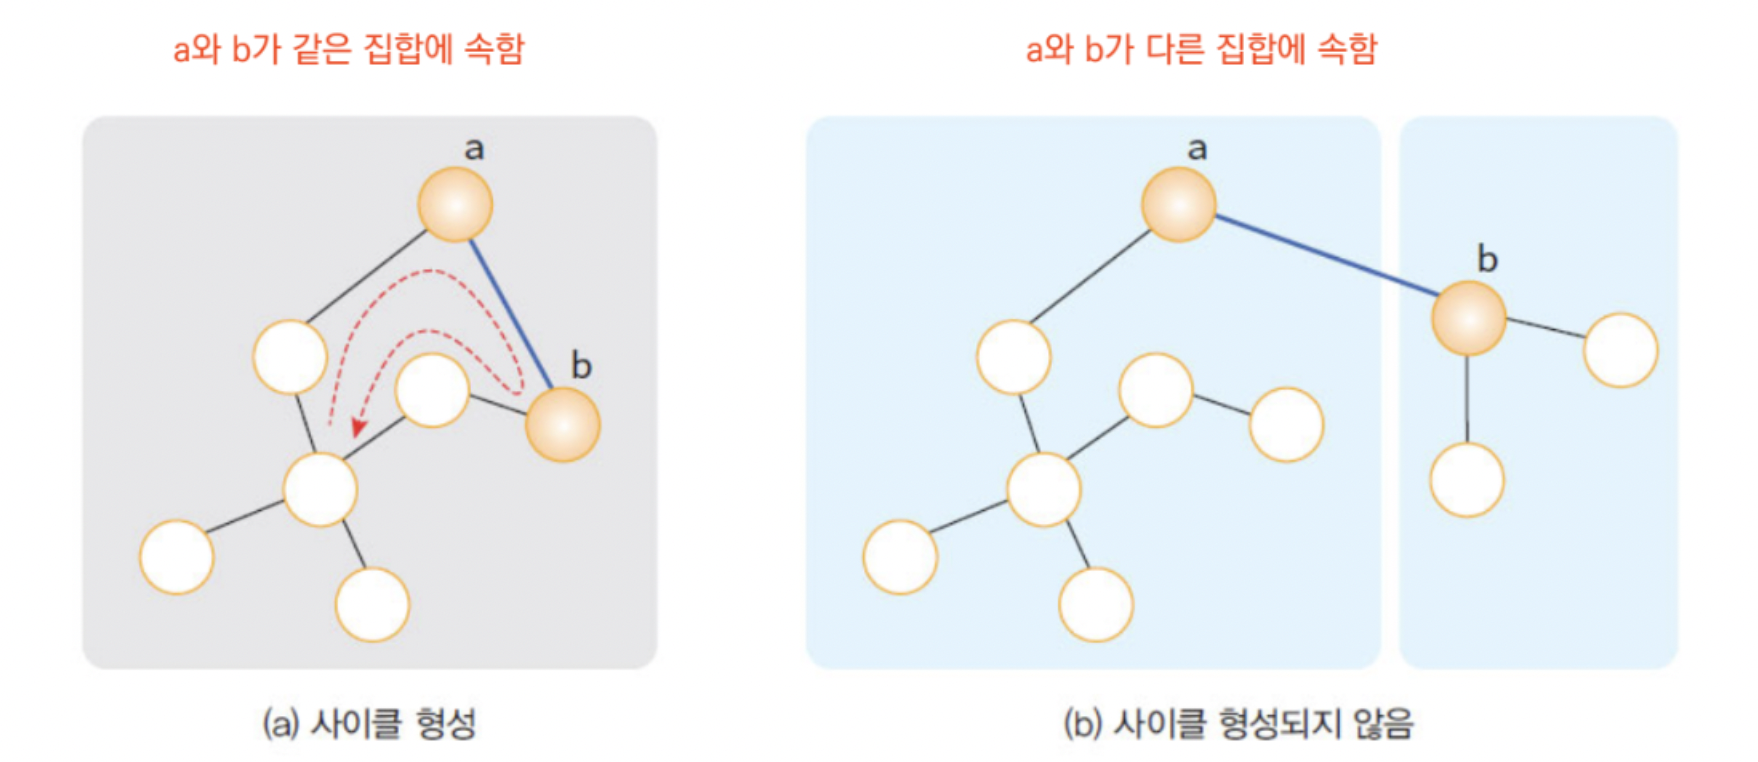 a와 b가 같은 집합에 속함
a와 b가 다른 집합에 속함
a
b
a
b
(a) 사이클 형성
(b) 사이클 형성되지 않음